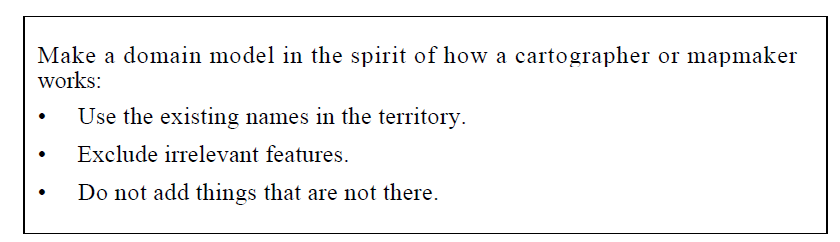 Make a domain model in the spirit of how a cartographer or mapmaker
works:
• Use the existing names in the territory.
• Exclude irrelevant features.
• Do not add things that are not there.